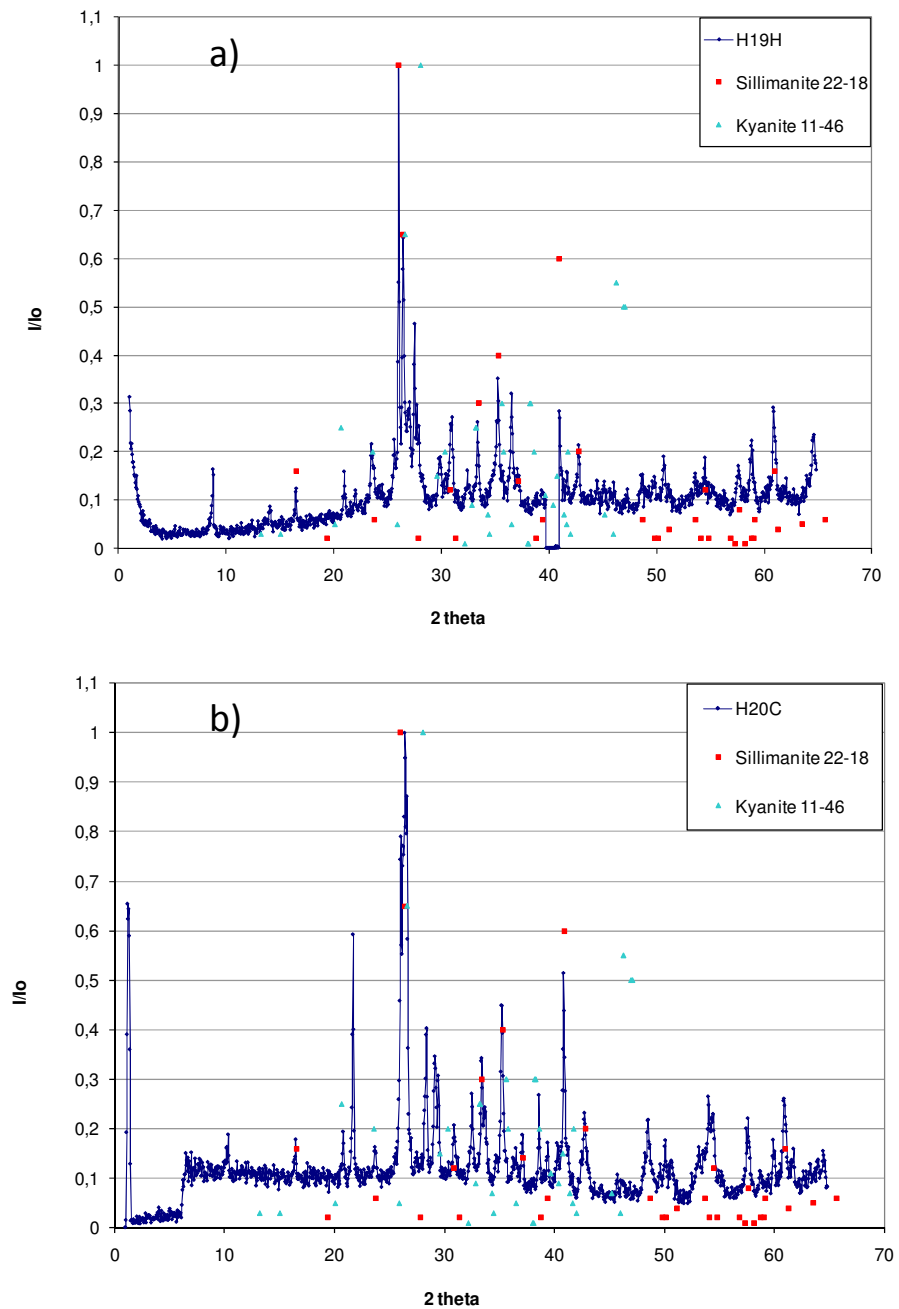 a)
H19H
Sillimanite 22-18
Kyanite 11-46
1,1
1
0,9
0,8
0,7
0,6
0,5
0,4
0,3
0,2
0,1
0
I/Io
0 10 20 30 40 50 60 70
2 theta
b)
H20C
Sillimanite 22-18
Kyanite 11-46
1,1
1
0,9
0,8
0,7
0,6
0,5
0,4
0,3
0,2
0,1
0
I/Io
0 10 20 30 40 50 60 70
2 theta